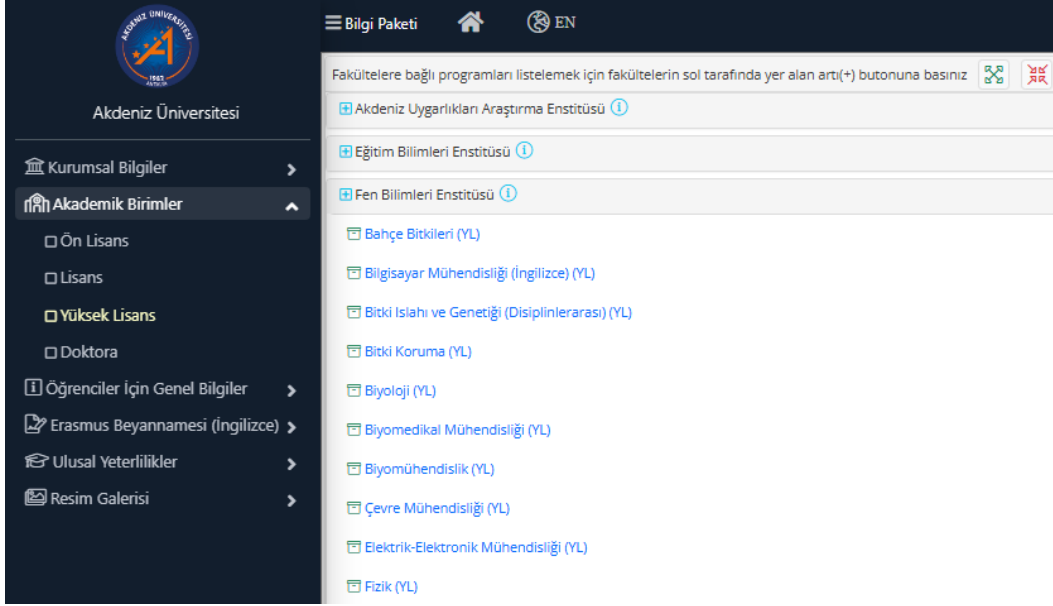 AKDENİZ ÜNİVERSİTESİ
1982
ANTALYA
Akdeniz Üniversitesi
Kurumsal Bilgiler
Akademik Birimler
Ön Lisans
Lisans
Yüksek Lisans
Doktora
Öğrenciler İçin Genel Bilgiler
Erasmus Beyannamesi (İngilizce)
Ulusal Yeterlilikler
Resim Galerisi
Bilgi Paketi
EN
Fakültelere bağlı programları listelemek için fakültelerin sol tarafında yer alan artı(+) butonuna basınız
Akdeniz Uygarlıkları Araştırma Enstitüsü
Eğitim Bilimleri Enstitüsü
Fen Bilimleri Enstitüsü
Bahçe Bitkileri (YL)
Bilgisayar Mühendisliği (İngilizce) (YL)
Bitki Islahı ve Genetiği (Disiplinlerarası) (YL)
Bitki Koruma (YL)
Biyoloji (YL)
Biyomedikal Mühendisliği (YL)
Biyomühendislik (YL)
Çevre Mühendisliği (YL)
Elektrik-Elektronik Mühendisliği (YL)
Fizik (YL)